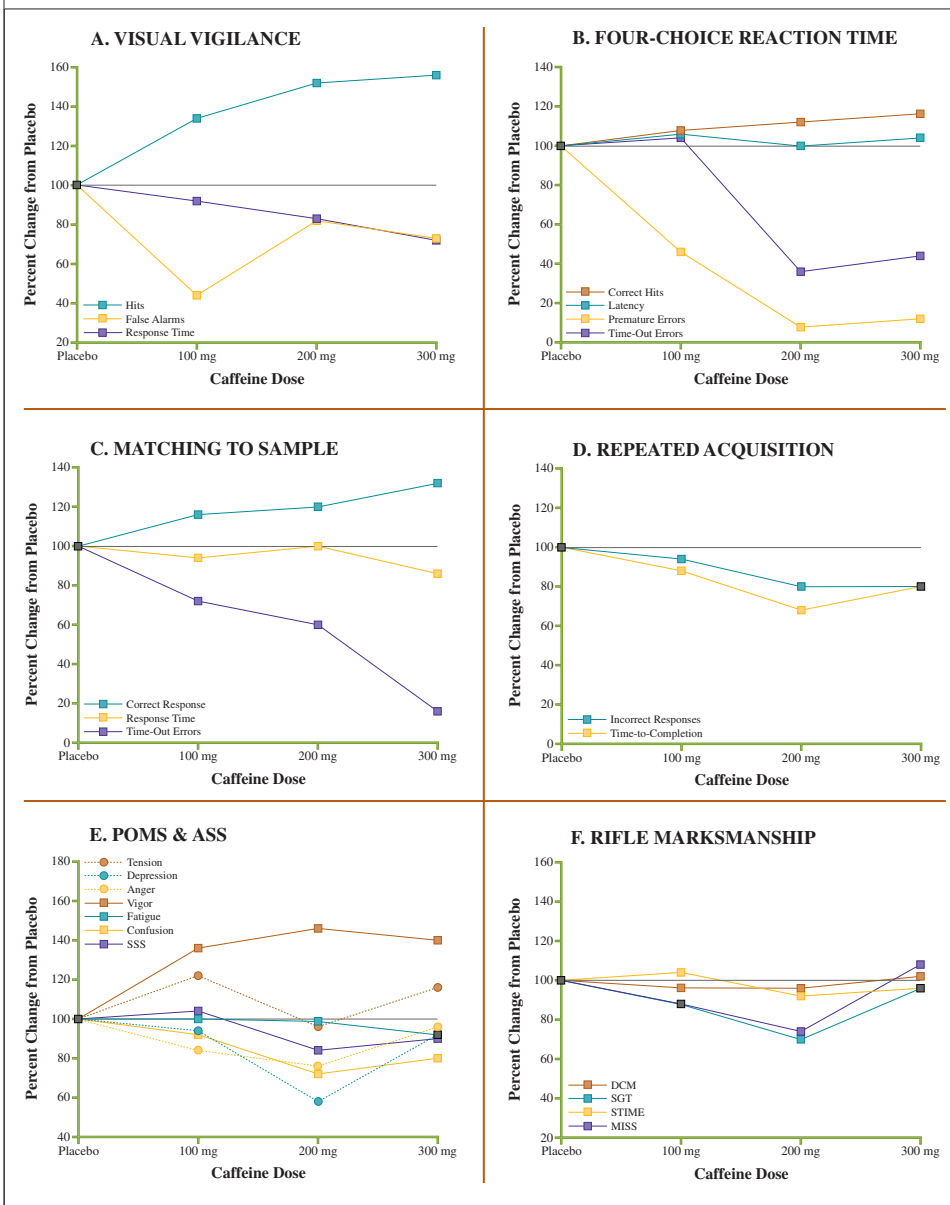 A. VISUAL VIGILANCE
Percent Change from Placebo
160
140
120
100
80
60
40
20
Hits
False Alarms
Response Time
Placebo 100 mg 200 mg 300 mg
Caffeine Dose
B. FOUR-CHOICE REACTION TIME
Percent Change from Placebo
140
120
100
80
60
40
20
0
Correct Hits
Latency
Premature Errors
Time-Out Errors
Placebo 100 mg 200 mg 300 mg
Caffeine Dose
C. MATCHING TO SAMPLE
Percent Change from Placebo
140
120
100
80
60
40
20
0
Correct Response
Response Time
Time-Out Errors
Placebo 100 mg 200 mg 300 mg
Caffeine Dose
D. REPEATED ACQUISITION
Percent Change from Placebo
140
120
100
80
60
40
20
0
Incorrect Responses
Time-to-Completion
Placebo 100 mg 200 mg 300 mg
Caffeine Dose
E. POMS & ASS
Percent Change from Placebo
180
160
140
120
100
80
60
40
Tension
Depression
Anger
Vigor
Fatigue
Confusion
SSS
Placebo 100 mg 200 mg 300 mg
Caffeine Dose
F. RIFLE MARKSMANSHIP
Percent Change from Placebo
160
140
120
100
80
60
40
20
DCM
SGT
STIME
MISS
Placebo 100 mg 200 mg 300 mg
Caffeine Dose